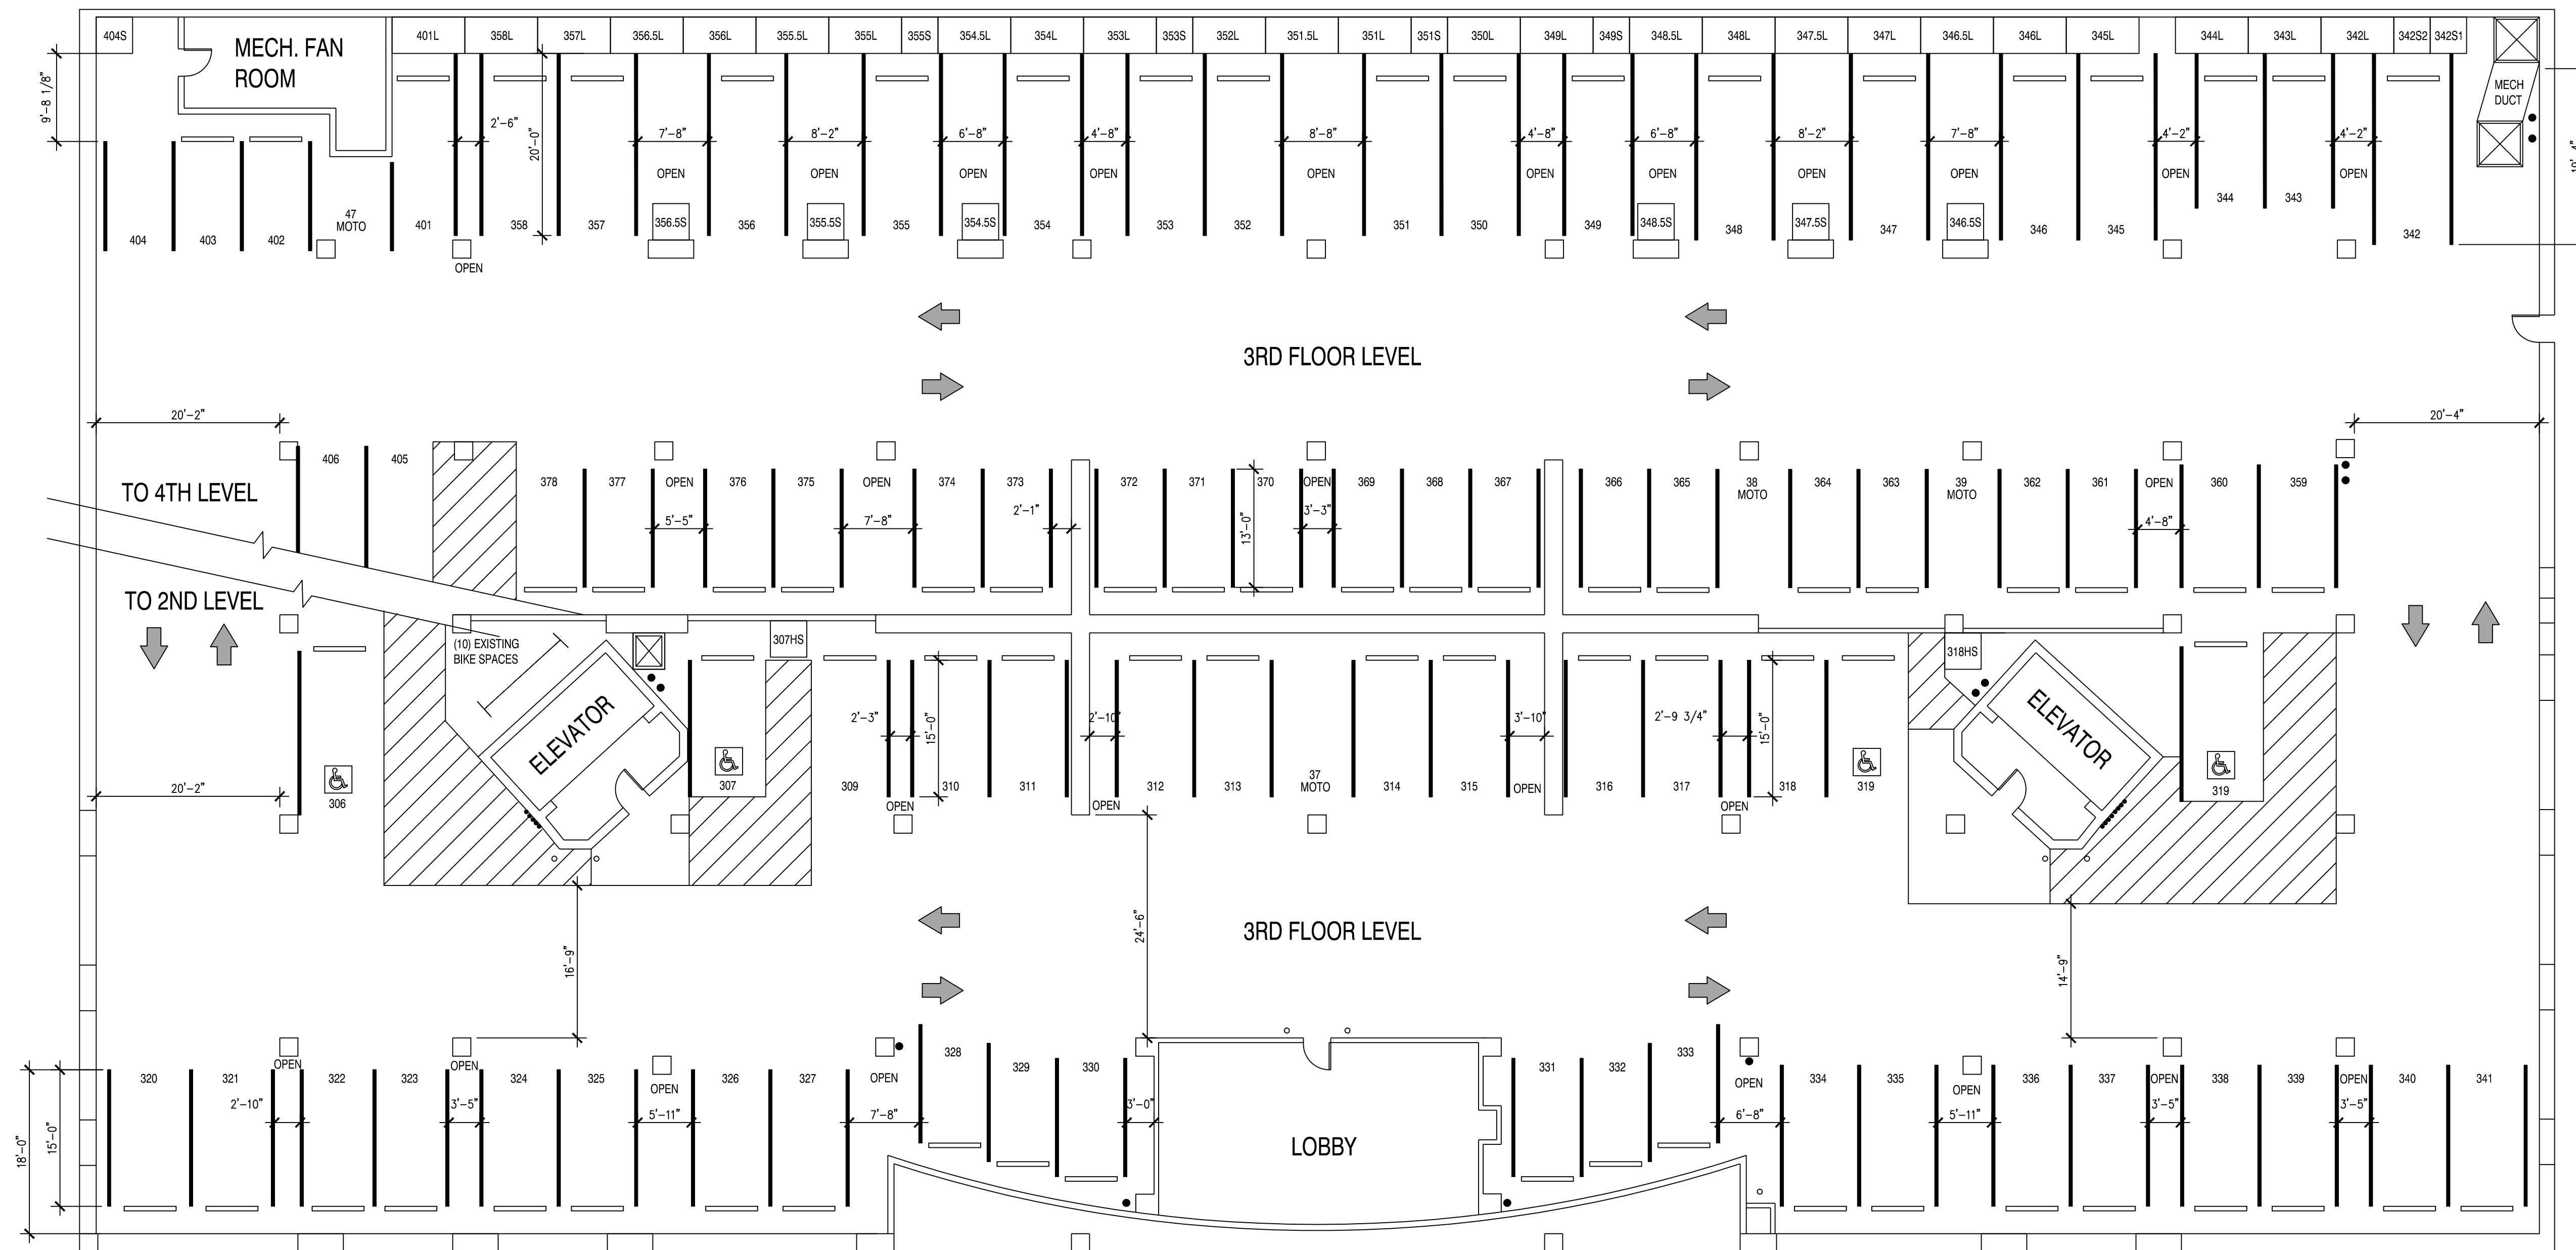 404S
MECH. FAN
ROOM
401L
358L
357L
356.5L
356L
355.5L
355L
355S
354.5L
354L
353L
353S
352L
351.5L
351L
351S
350L
349L
349S
348.5L
348L
347.5L
347L
346.5L
346L
345L
344L
343L
342L
342S2
342S1
MECH
DUCT
9'-8 1/8"
2'-6"
20'-0"
7'-8"
8'-2"
6'-8"
4'-8"
8'-8"
4'-8"
6'-8"
8'-2"
7'-8"
4'-2"
4'-2"
OPEN
OPEN
OPEN
OPEN
OPEN
OPEN
OPEN
OPEN
OPEN
OPEN
OPEN
404
403
402
47
MOTO
401
358
357
356.5S
356
355.5S
355
354.5S
354
353
352
351
350
349
348.5S
348
347.5S
347
346.5S
346
345
344
343
342
OPEN
3RD FLOOR LEVEL
20'-2"
20'-4"
TO 4TH LEVEL
406
405
378
377
OPEN
376
375
OPEN
374
373
372
371
370
OPEN
369
368
367
366
365
38
MOTO
364
363
39
MOTO
362
361
OPEN
360
359
5'-5"
7'-8"
2'-1"
13'-0"
3'-3"
4'-8"
TO 2ND LEVEL
(10) EXISTING
BIKE SPACES
307HS
318HS
ELEVATOR
ELEVATOR
2'-3"
15'-0"
2'-10"
3'-10"
2'-9 3/4"
15'-0"
20'-2"
306
307
309
OPEN
310
311
OPEN
312
313
37
MOTO
314
315
OPEN
316
317
OPEN
318
319
319
24'-6"
16'-9"
14'-9"
3RD FLOOR LEVEL
320
321
OPEN
322
323
OPEN
324
325
OPEN
326
327
OPEN
328
329
330
331
332
333
OPEN
334
335
OPEN
336
337
OPEN
338
339
OPEN
340
341
2'-10"
3'-5"
5'-11"
7'-8"
3'-0"
6'-8"
5'-11"
3'-5"
3'-5"
18'-0"
15'-0"
LOBBY